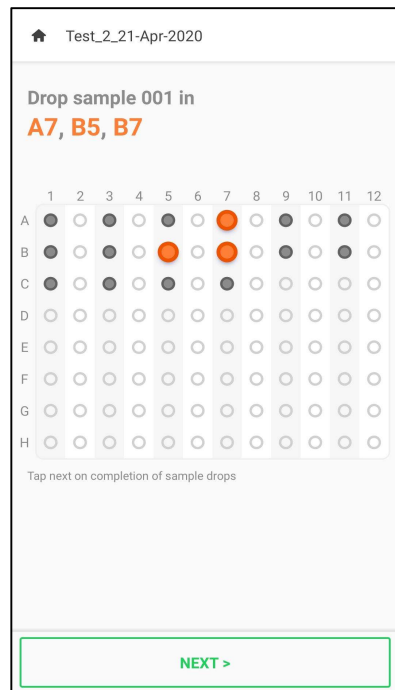 Test_2_21-Apr-2020
Drop sample 001 in
A7, B5, B7
1 2 3 4 5 6 7 8 9 10 11 12
A
B
C
D
E
F
G
H
Tap next on completion of sample drops
NEXT >